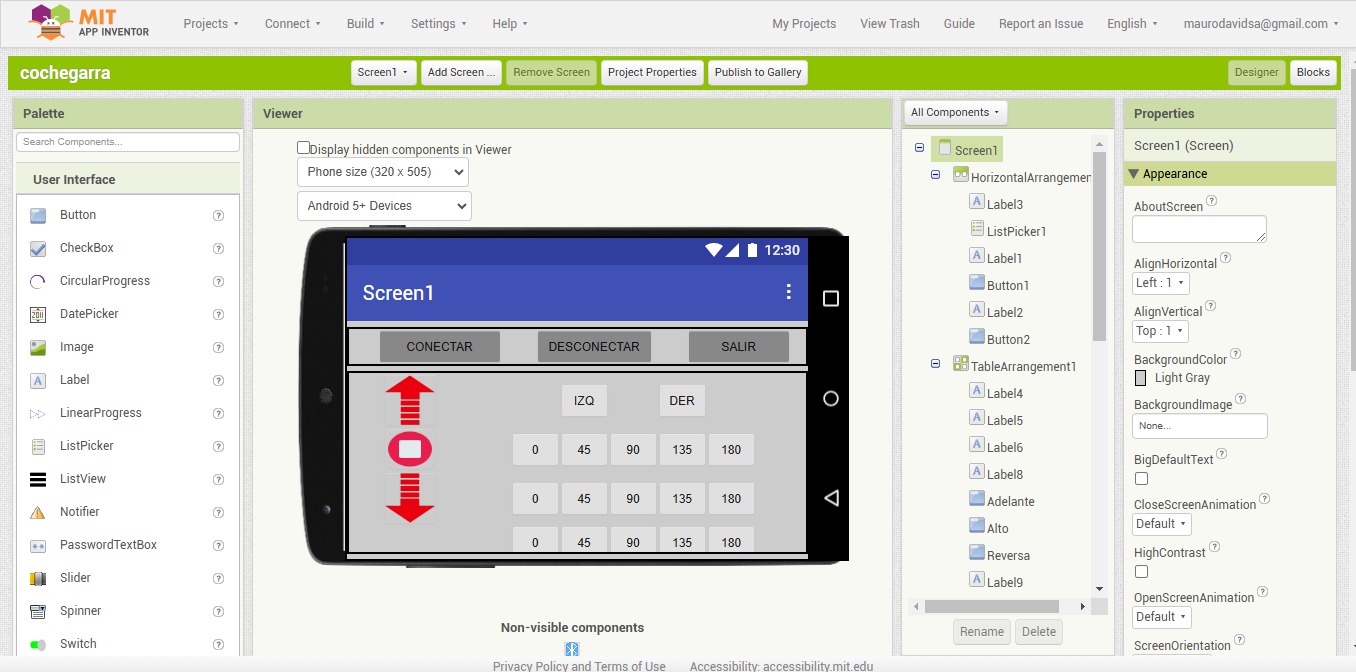 MIT
APP INVENTOR
Projects Connect Build Settings Help My Projects View Trash Guide Report an Issue English maurodavidsa@gmail.com
cochegarra Screen1 Add Screen ... Remove Screen Project Properties Publish to Gallery Designer Blocks
Palette
Search Components...
User Interface
Button ?
CheckBox ?
CircularProgress ?
DatePicker ?
Image ?
Label ?
LinearProgress ?
ListPicker ?
ListView ?
Notifier ?
PasswordTextBox ?
Slider ?
Spinner ?
Switch ?
Viewer
Display hidden components in Viewer
Phone size (320 x 505)
Android 5+ Devices
12:30
Screen1
CONECTAR DESCONECTAR SALIR
IZQ DER
0 45 90 135 180
0 45 90 135 180
0 45 90 135 180
Non-visible components
All Components
Screen1
HorizontalArrangemen
Label3
ListPicker1
Label1
Button1
Label2
Button2
TableArrangement1
Label4
Label5
Label6
Label8
Adelante
Alto
Reversa
Label9
Rename Delete
Properties
Screen1 (Screen)
Appearance
AboutScreen ?
AlignHorizontal ?
Left : 1
AlignVertical ?
Top : 1
BackgroundColor ?
Light Gray
BackgroundImage ?
None...
BigDefaultText ?
CloseScreenAnimation ?
Default
HighContrast ?
OpenScreenAnimation ?
Default
ScreenOrientation ?
Privacy Policy and Terms of Use Accessibility: accessibility.mit.edu